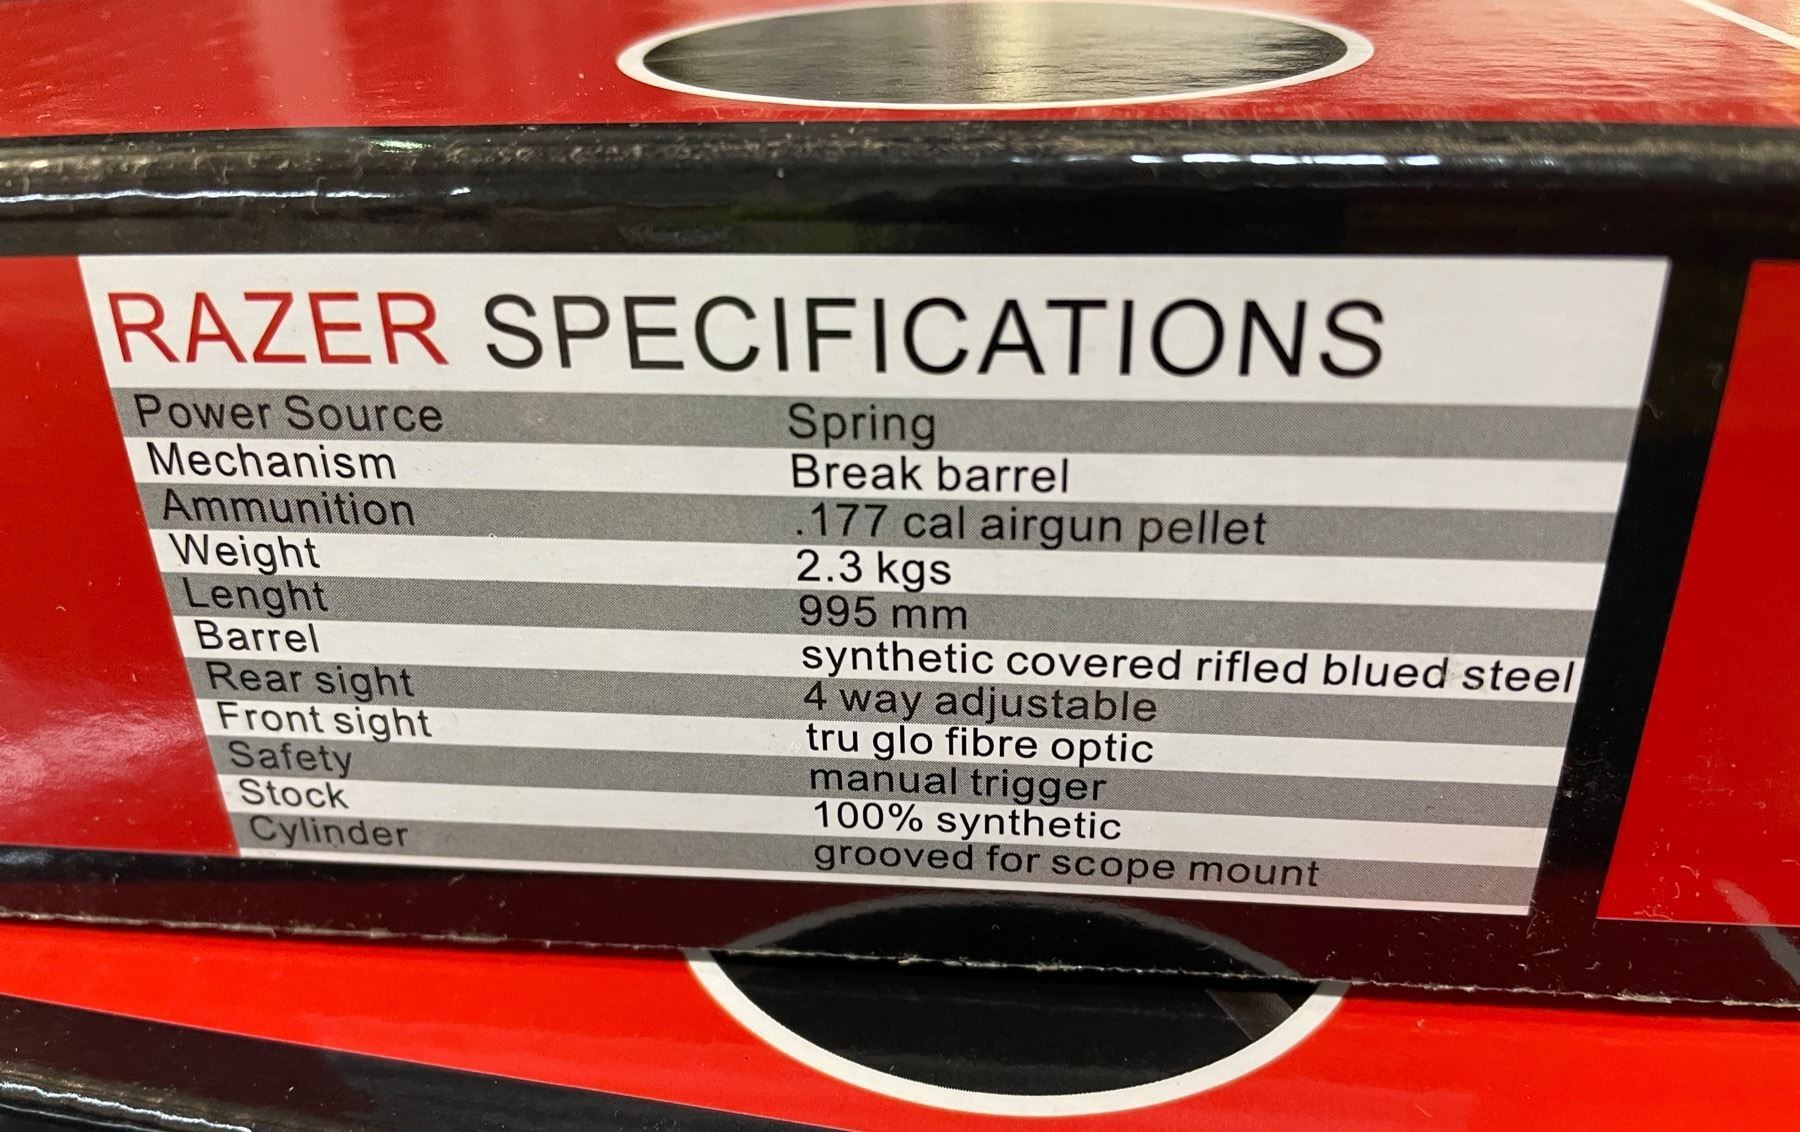 RAZER SPECIFICATIONS
Power Source Spring
Mechanism Break barrel
Ammunition .177 cal airgun pellet
Weight 2.3 kgs
Lenght 995 mm
Barrel synthetic covered rifled blued steel
Rear sight 4 way adjustable
Front sight tru glo fibre optic
Safety manual trigger
Stock 100% synthetic
Cylinder grooved for scope mount